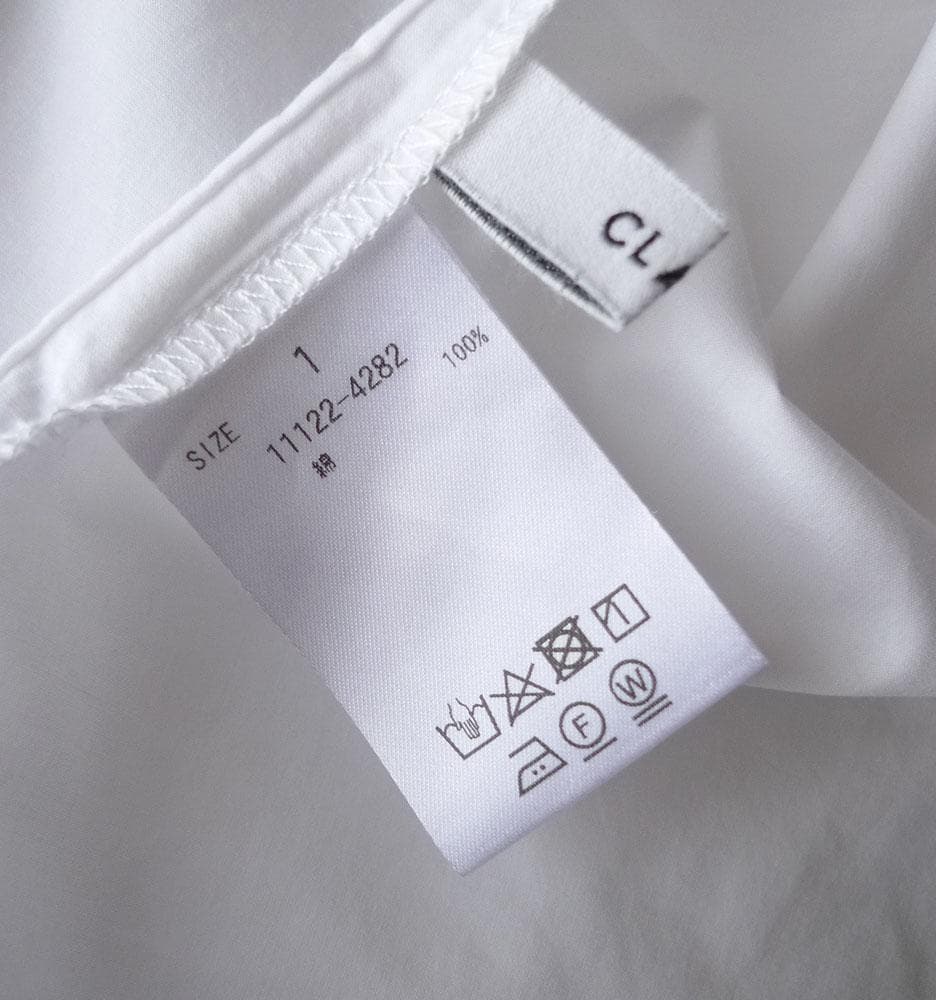 CL
SIZE 1
11122-4282
綿 100%
F W